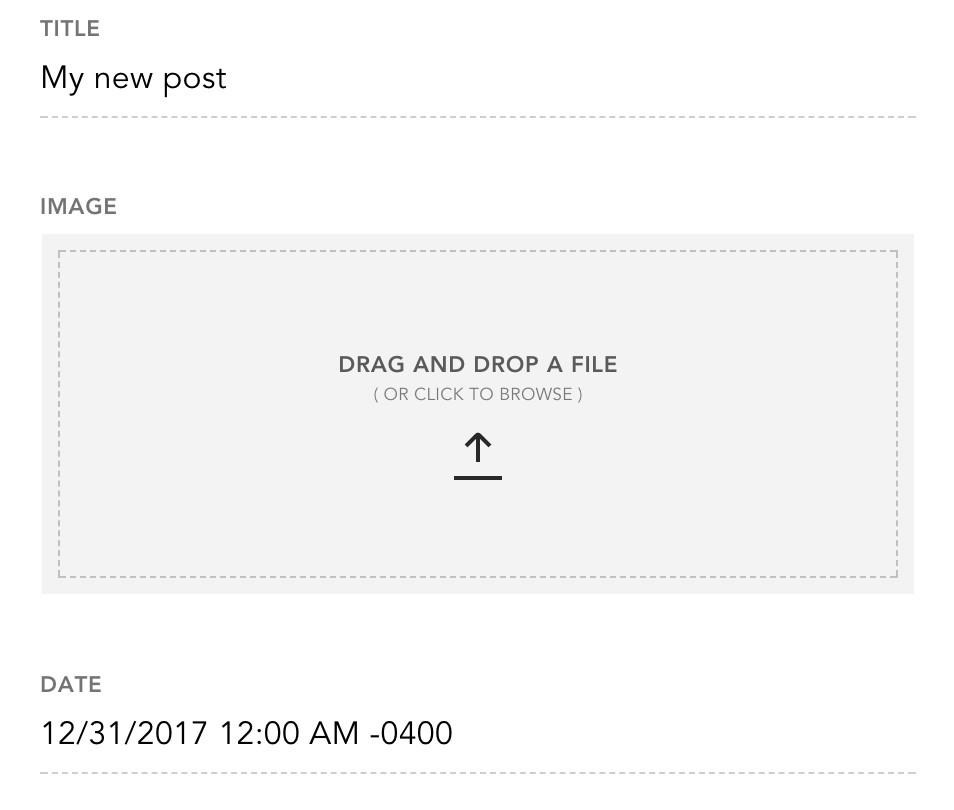 TITLE
My new post
IMAGE
DRAG AND DROP A FILE
( OR CLICK TO BROWSE )
DATE
12/31/2017 12:00 AM -0400